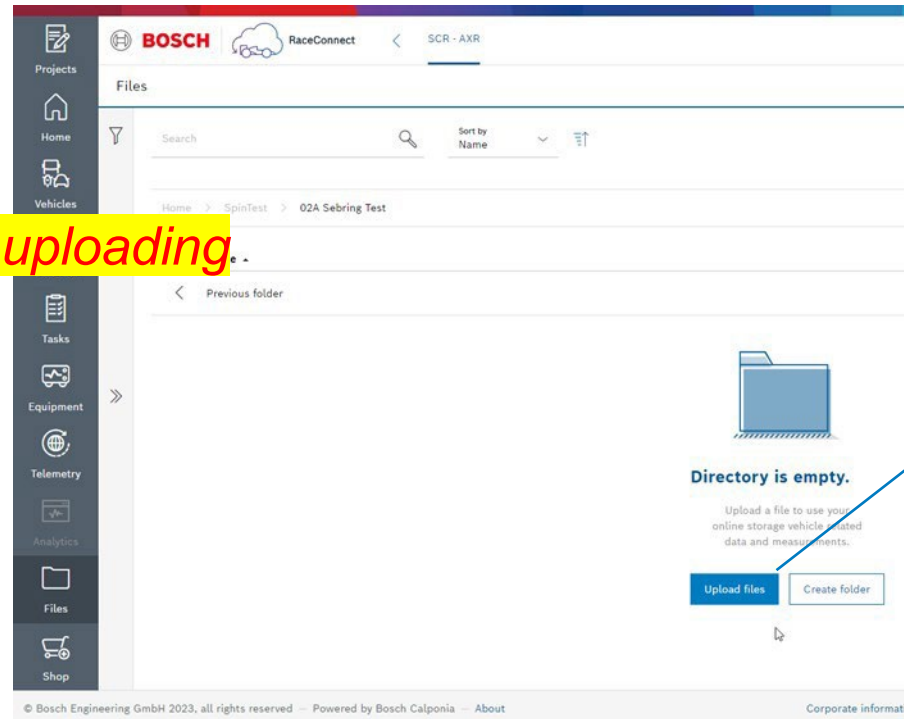 Projects
BOSCH RaceConnect < SCR - AXR
Files
Home
Search
Sort by
Name
Vehicles
Home > SpinTest > 02A Sebring Test
uploading
e
Previous folder
Tasks
Equipment
Telemetry
Directory is empty.
Upload a file to use your
online storage vehicle related
data and measurements.
Analytics
Upload files Create folder
Files
Shop
© Bosch Engineering GmbH 2023, all rights reserved – Powered by Bosch Calponia – About Corporate informat